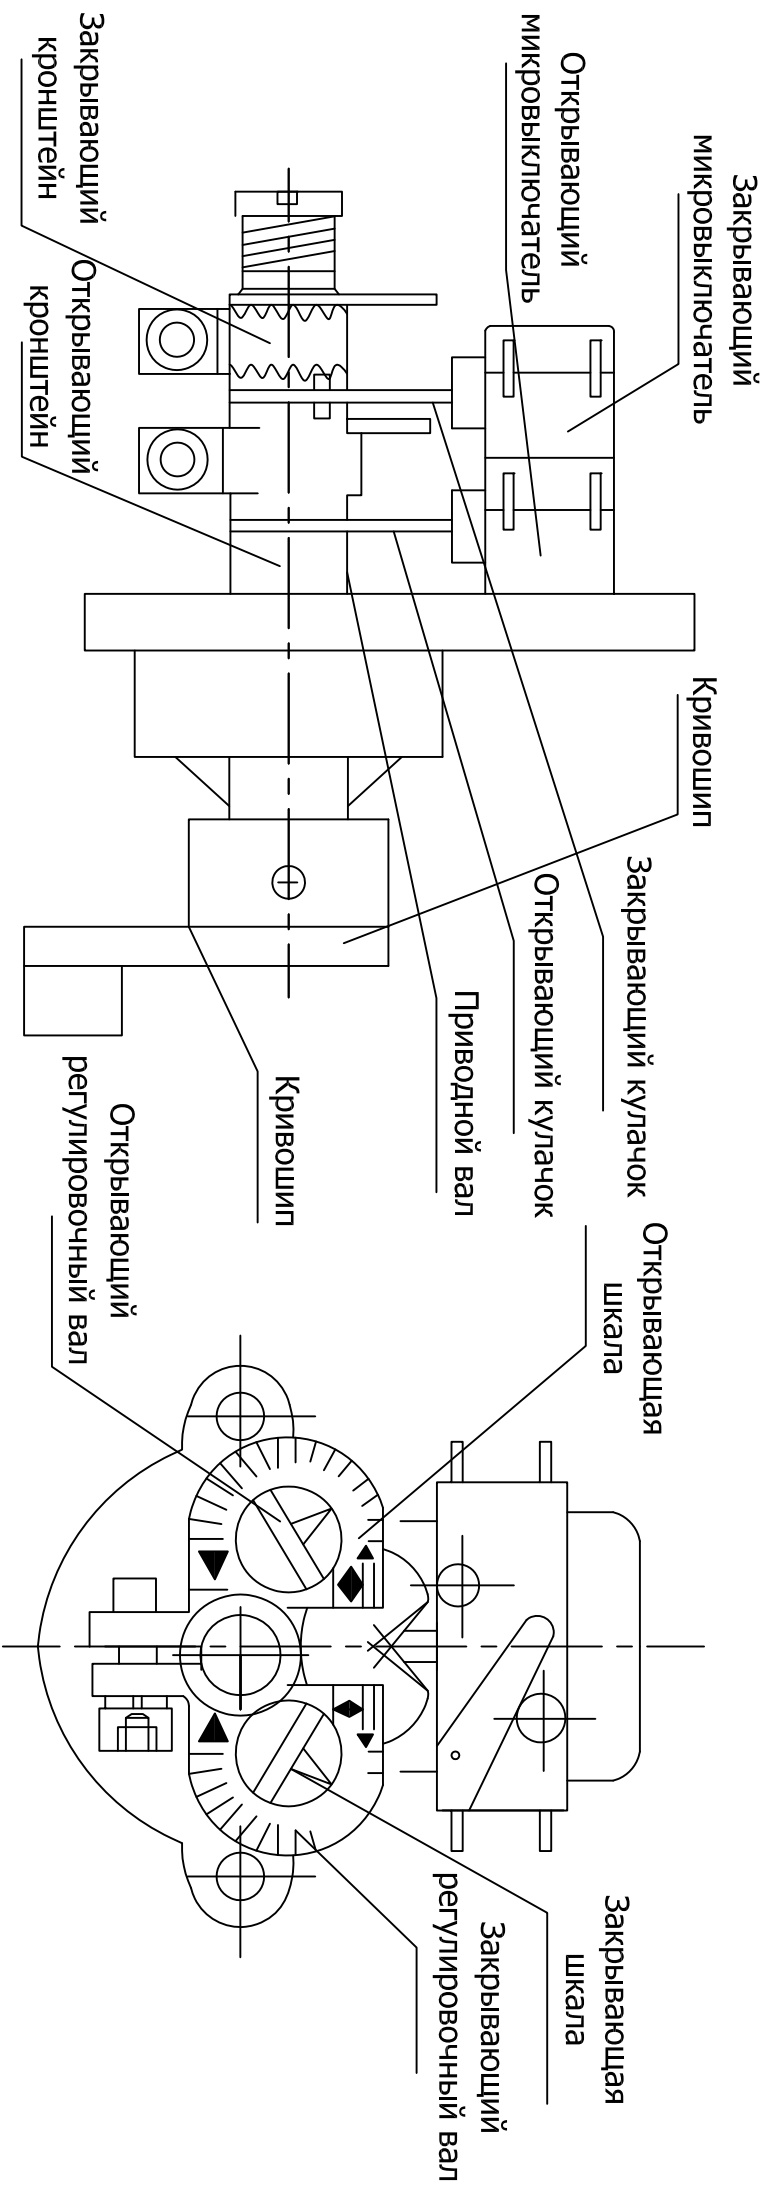 Закрывающий
микровыключатель
Открывающий
микровыключатель
Закрывающий
кронштейн
Открывающий
кронштейн
Кривошип
Закрывающий кулачок
Открывающий кулачок
Приводной вал
Кривошип
Открывающий
регулировочный вал
Открывающая
шкала
Закрывающая
шкала
Закрывающий
регулировочный вал